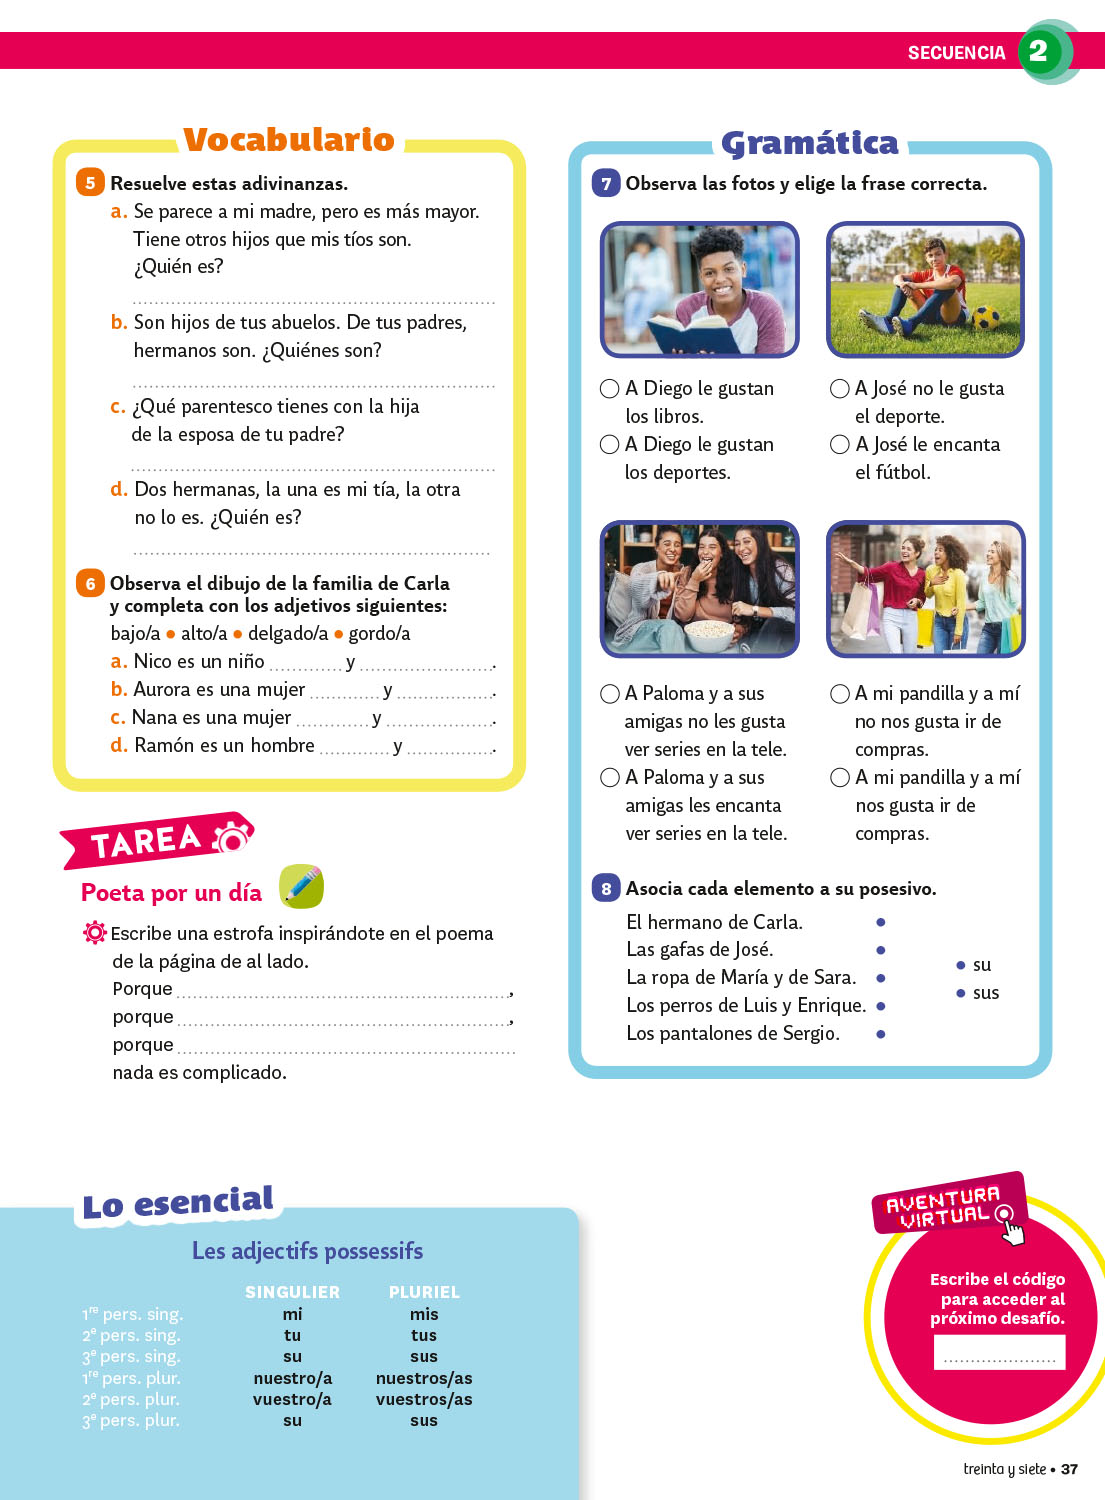 SECUENCIA 2
Vocabulario
5 Resuelve estas adivinanzas.
a. Se parece a mi madre, pero es más mayor.
Tiene otros hijos que mis tíos son.
¿Quién es?
b. Son hijos de tus abuelos. De tus padres,
hermanos son. ¿Quiénes son?
c. ¿Qué parentesco tienes con la hija
de la esposa de tu padre?
d. Dos hermanas, la una es mi tía, la otra
no lo es. ¿Quién es?
6 Observa el dibujo de la familia de Carla
y completa con los adjetivos siguientes:
bajo/a • alto/a • delgado/a • gordo/a
a. Nico es un niño ............ y ........................
b. Aurora es una mujer ............ y .................
c. Nana es una mujer ............ y ...................
d. Ramón es un hombre ............ y ...............
TAREA
Poeta por un día
Escribe una estrofa inspirándote en el poema
de la página de al lado.
Porque ............................................................,
porque ............................................................,
porque ............................................................
nada es complicado.
Gramática
7 Observa las fotos y elige la frase correcta.
A Diego le gustan
los libros.
A Diego le gustan
los deportes.
A José no le gusta
el deporte.
A José le encanta
el fútbol.
A Paloma y a sus
amigas no les gusta
ver series en la tele.
A Paloma y a sus
amigas les encanta
ver series en la tele.
A mi pandilla y a mí
no nos gusta ir de
compras.
A mi pandilla y a mí
nos gusta ir de
compras.
8 Asocia cada elemento a su posesivo.
El hermano de Carla. •
Las gafas de José. •
La ropa de María y de Sara. •
Los perros de Luis y Enrique. •
Los pantalones de Sergio. •
• su
• sus
Lo esencial
Les adjectifs possessifs
SINGULIER PLURIEL
1re pers. sing. mi mis
2e pers. sing. tu tus
3e pers. sing. su sus
1re pers. plur. nuestro/a nuestros/as
2e pers. plur. vuestro/a vuestros/as
3e pers. plur. su sus
AVENTURA
VIRTUAL
Escribe el código
para acceder al
próximo desafío.
treinta y siete • 37